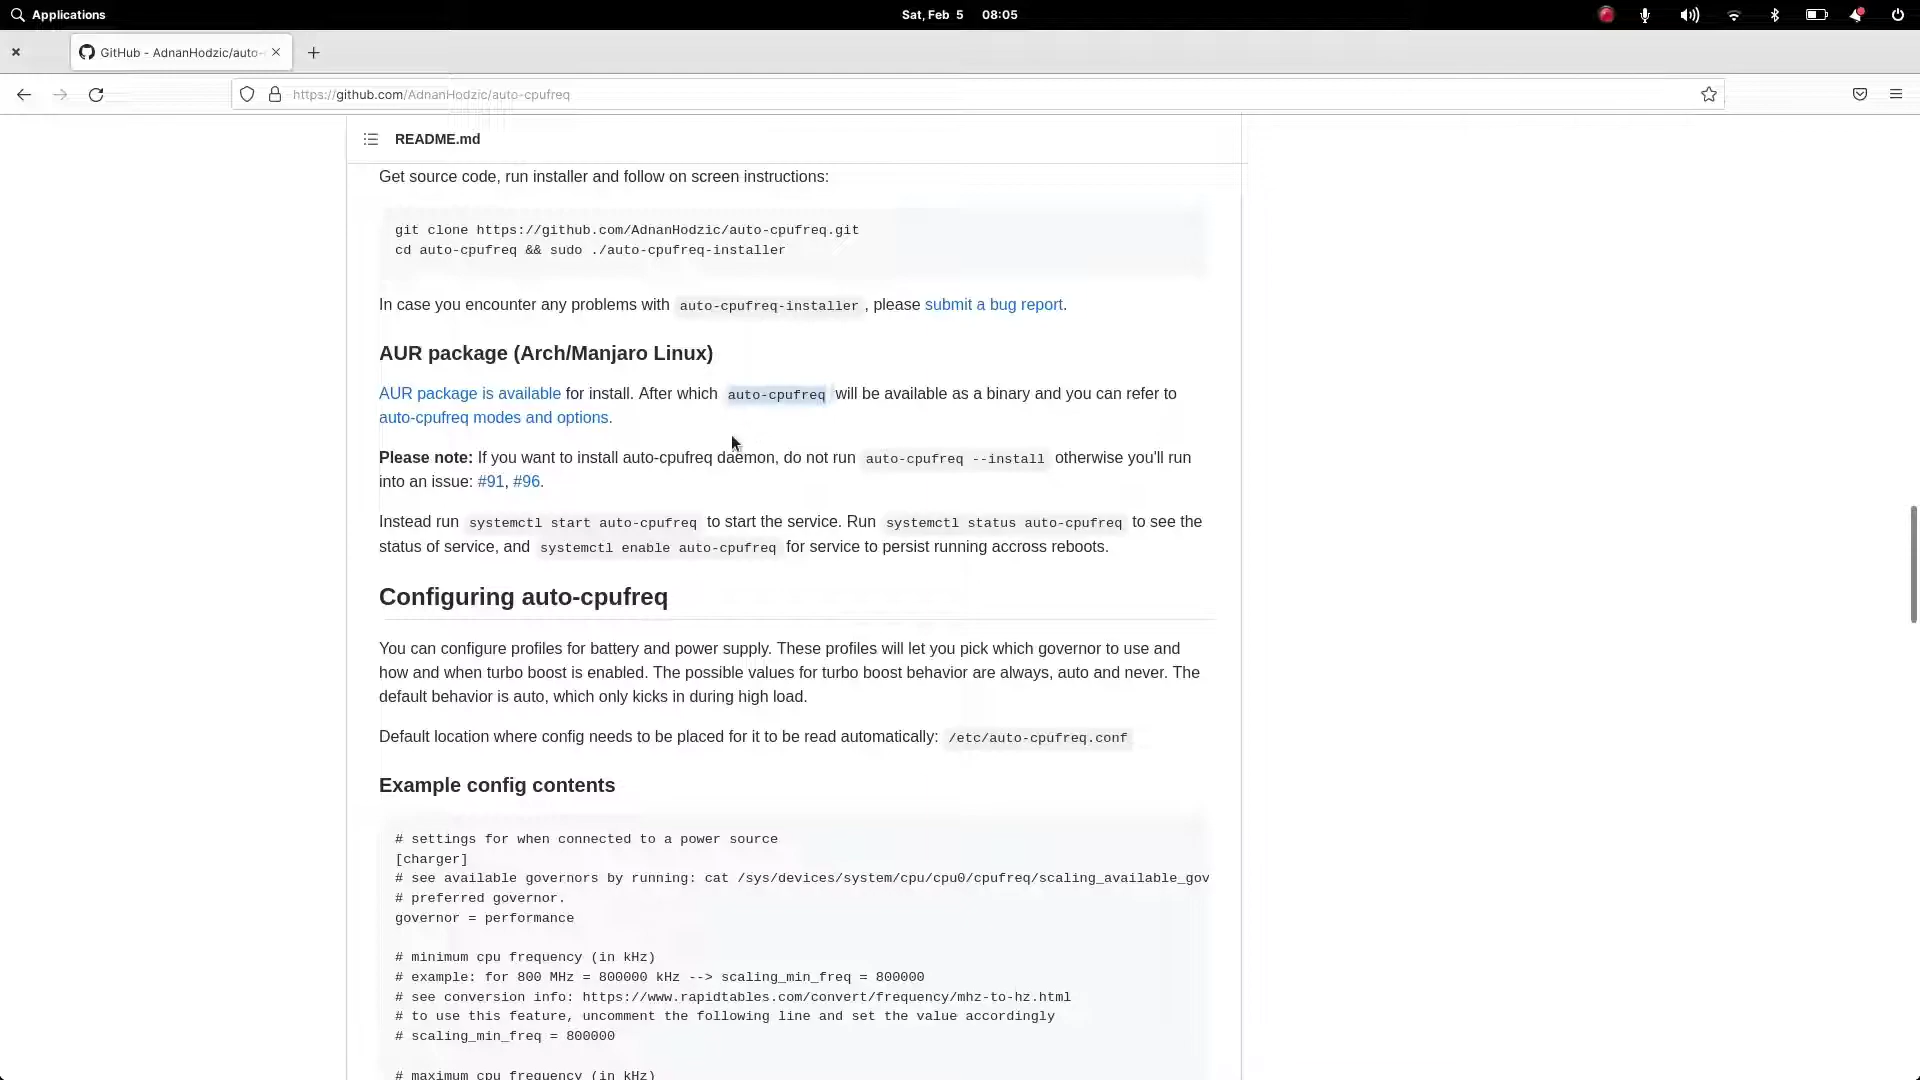 Applications
Sat, Feb 5 08:05
GitHub - AdnanHodzic/auto-
https://github.com/AdnanHodzic/auto-cpufreq
README.md
Get source code, run installer and follow on screen instructions:
git clone https://github.com/AdnanHodzic/auto-cpufreq.git
cd auto-cpufreq && sudo ./auto-cpufreq-installer
In case you encounter any problems with auto-cpufreq-installer , please submit a bug report.
AUR package (Arch/Manjaro Linux)
AUR package is available for install. After which auto-cpufreq will be available as a binary and you can refer to
auto-cpufreq modes and options.
Please note: If you want to install auto-cpufreq daemon, do not run auto-cpufreq --install otherwise you'll run
into an issue: #91, #96.
Instead run systemctl start auto-cpufreq to start the service. Run systemctl status auto-cpufreq to see the
status of service, and systemctl enable auto-cpufreq for service to persist running accross reboots.
Configuring auto-cpufreq
You can configure profiles for battery and power supply. These profiles will let you pick which governor to use and
how and when turbo boost is enabled. The possible values for turbo boost behavior are always, auto and never. The
default behavior is auto, which only kicks in during high load.
Default location where config needs to be placed for it to be read automatically: /etc/auto-cpufreq.conf
Example config contents
# settings for when connected to a power source
[charger]
# see available governors by running: cat /sys/devices/system/cpu/cpu0/cpufreq/scaling_available_gov
# preferred governor.
governor = performance
# minimum cpu frequency (in kHz)
# example: for 800 MHz = 800000 kHz --> scaling_min_freq = 800000
# see conversion info: https://www.rapidtables.com/convert/frequency/mhz-to-hz.html
# to use this feature, uncomment the following line and set the value accordingly
# scaling_min_freq = 800000
# maximum cpu frequency (in kHz)